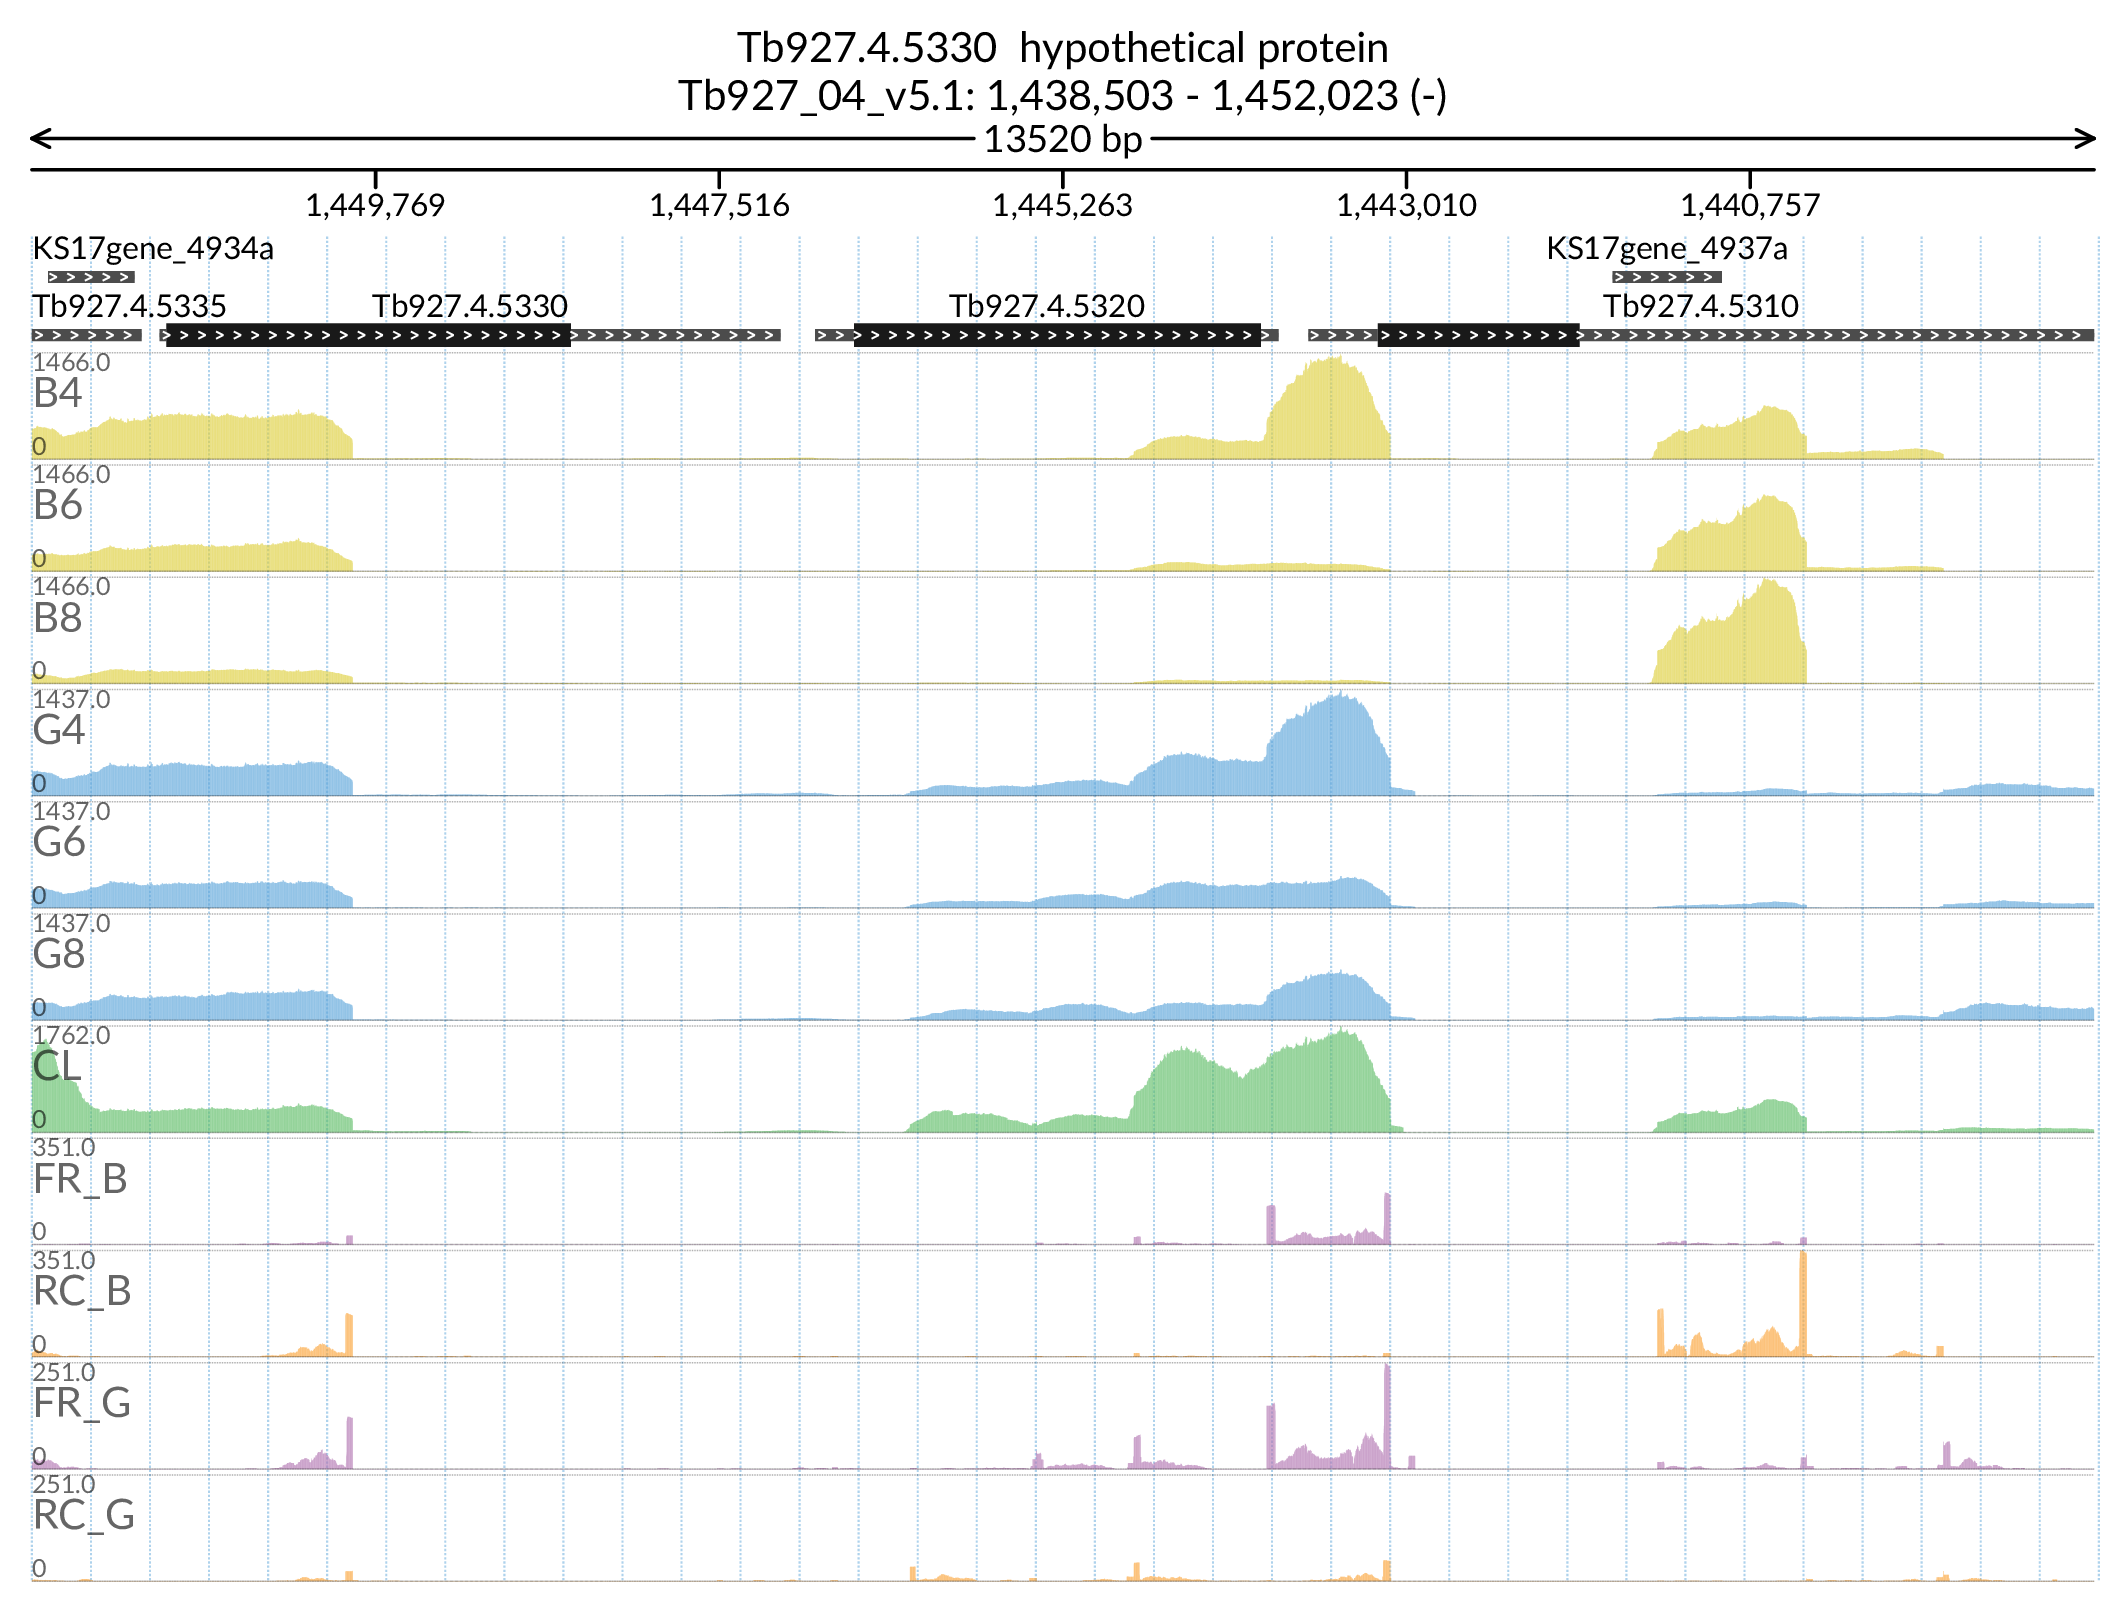 Tb927.4.5330  hypothetical protein
Tb927_04_v5.1: 1,438,503 - 1,452,023 (-)
13520 bp
1,449,769 1,447,516 1,445,263 1,443,010 1,440,757
KS17gene_4934a KS17gene_4937a
Tb927.4.5335 Tb927.4.5330 Tb927.4.5320 Tb927.4.5310
1466.0
B4
0
1466.0
B6
0
1466.0
B8
0
1437.0
G4
0
1437.0
G6
0
1437.0
G8
0
1762.0
CL
0
351.0
FR_B
0
351.0
RC_B
0
251.0
FR_G
0
251.0
RC_G
0